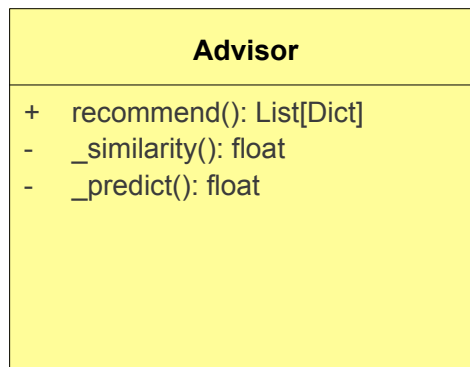 Advisor
+ recommend(): List[Dict]
- _similarity(): float
- _predict(): float